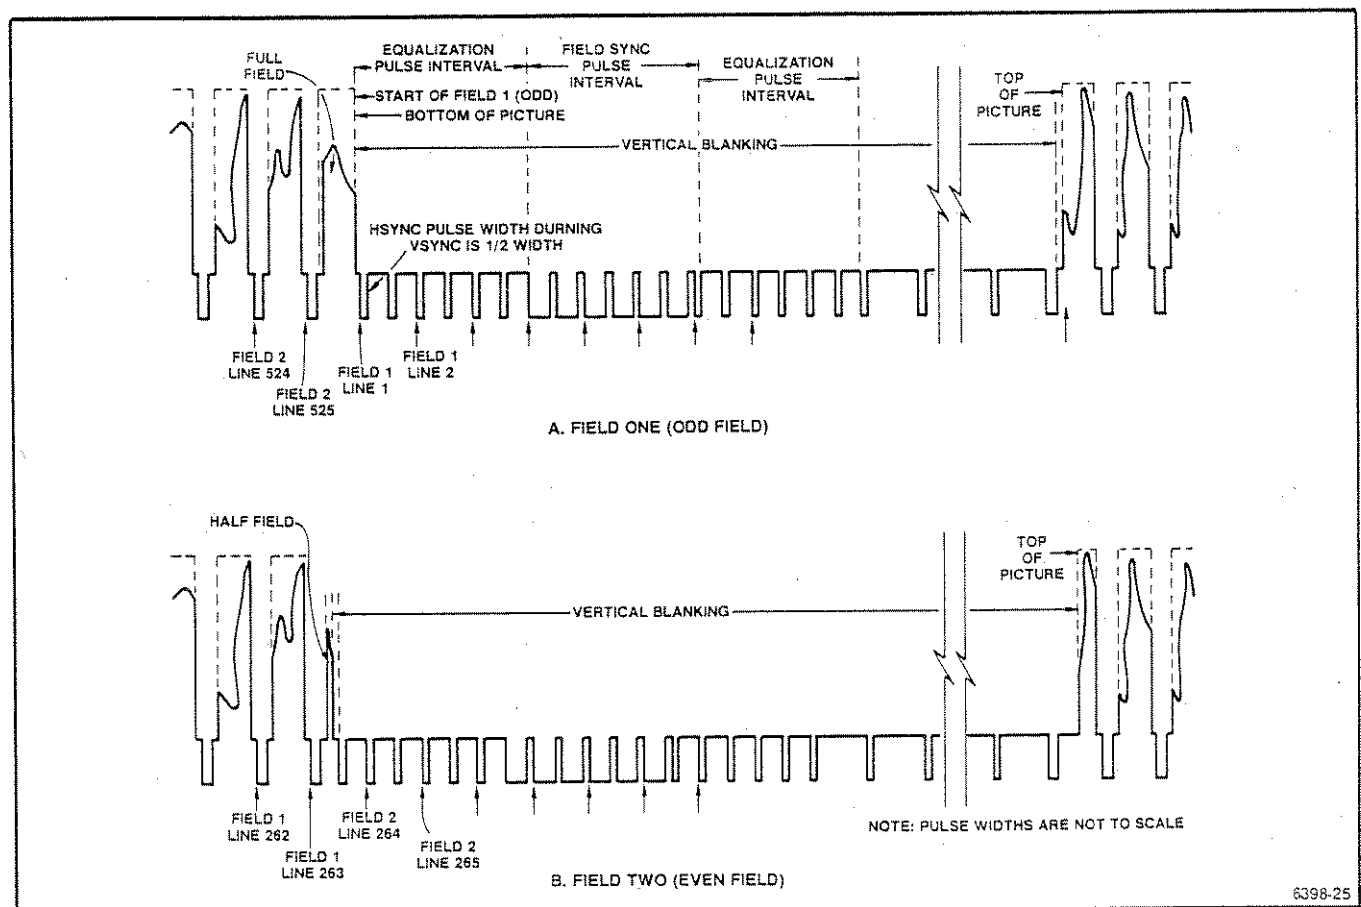 FULL
FIELD
EQUALIZATION
PULSE INTERVAL
FIELD SYNC
PULSE
INTERVAL
EQUALIZATION
PULSE
INTERVAL
TOP
OF
PICTURE
START OF FIELD 1 (ODD)
BOTTOM OF PICTURE
VERTICAL BLANKING
HSYNC PULSE WIDTH DURNING
VSYNC IS 1/2 WIDTH
FIELD 2
LINE 524
FIELD 2
LINE 525
FIELD 1
LINE 1
FIELD 1
LINE 2
A. FIELD ONE (ODD FIELD)
HALF FIELD
TOP
OF
PICTURE
VERTICAL BLANKING
FIELD 1
LINE 262
FIELD 1
LINE 263
FIELD 2
LINE 264
FIELD 2
LINE 265
NOTE: PULSE WIDTHS ARE NOT TO SCALE
B. FIELD TWO (EVEN FIELD)
6398-25